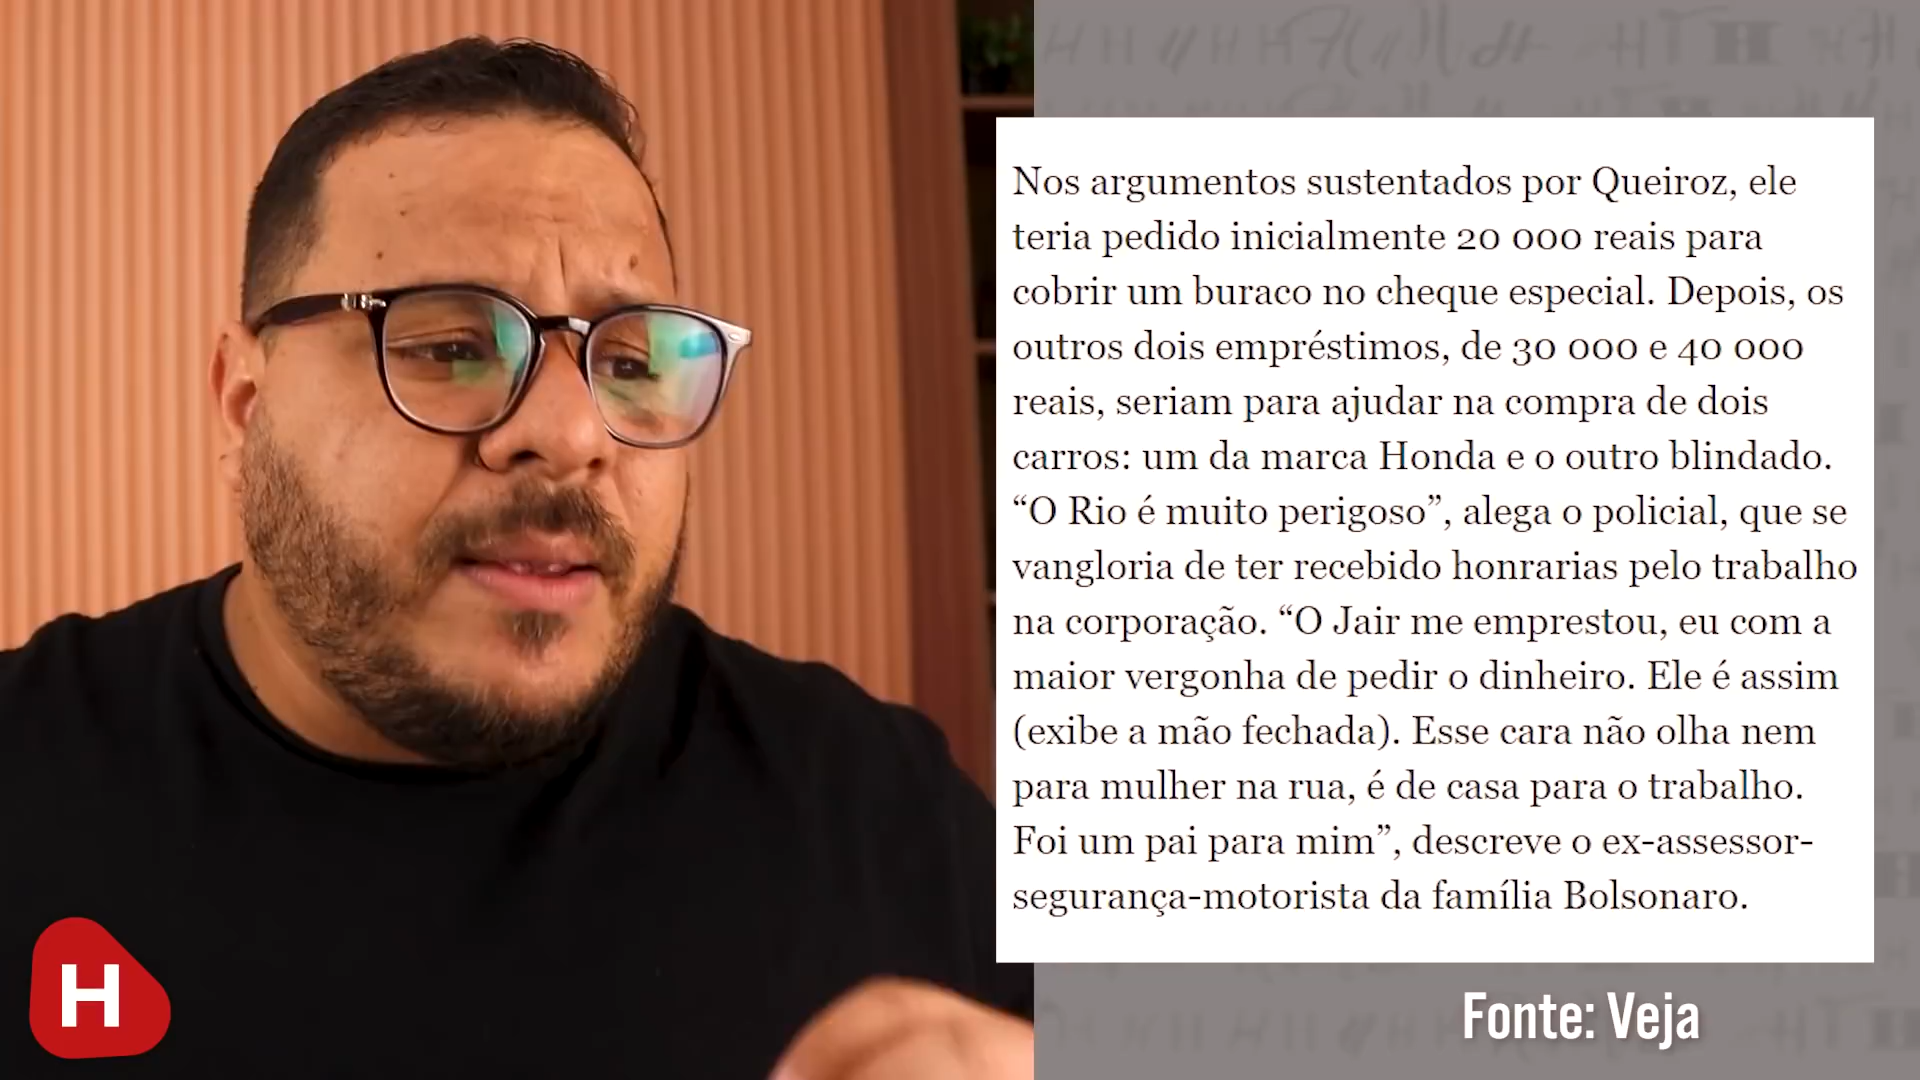 Nos argumentos sustentados por Queiroz, ele
teria pedido inicialmente 20 000 reais para
cobrir um buraco no cheque especial. Depois, os
outros dois empréstimos, de 30 000 e 40 000
reais, seriam para ajudar na compra de dois
carros: um da marca Honda e o outro blindado.
“O Rio é muito perigoso”, alega o policial, que se
vangloria de ter recebido honrarias pelo trabalho
na corporação. “O Jair me emprestou, eu com a
maior vergonha de pedir o dinheiro. Ele é assim
(exibe a mão fechada). Esse cara não olha nem
para mulher na rua, é de casa para o trabalho.
Foi um pai para mim”, descreve o ex-assessor-
segurança-motorista da família Bolsonaro.
Fonte: Veja
H